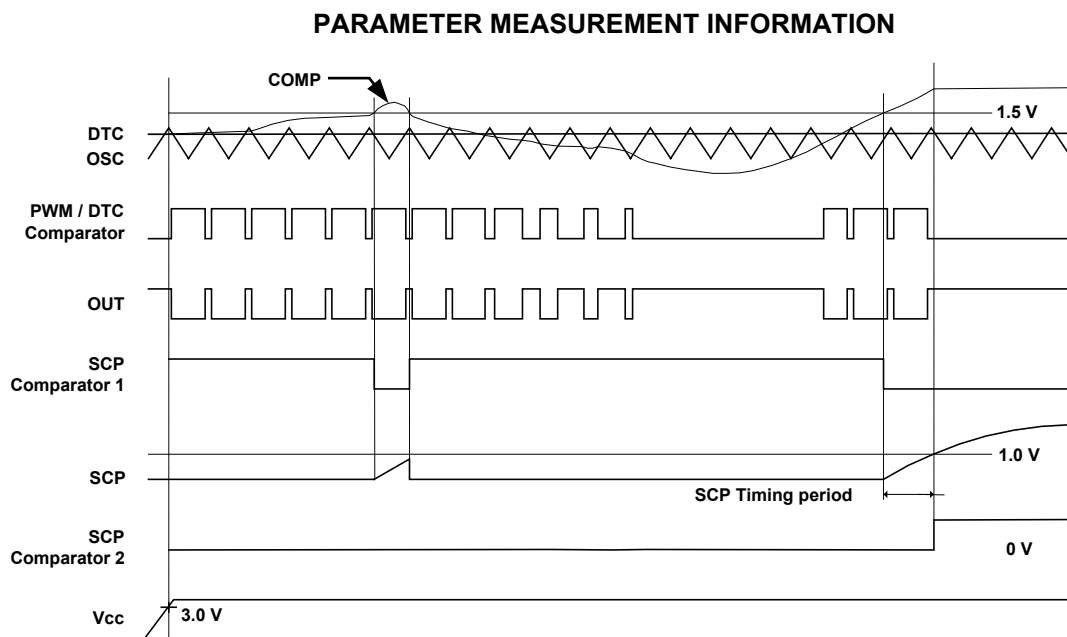 PARAMETER MEASUREMENT INFORMATION
COMP
1.5 V
DTC
OSC
PWM / DTC
Comparator
OUT
SCP
Comparator 1
1.0 V
SCP
SCP Timing period
SCP
Comparator 2
0 V
Vcc
3.0 V